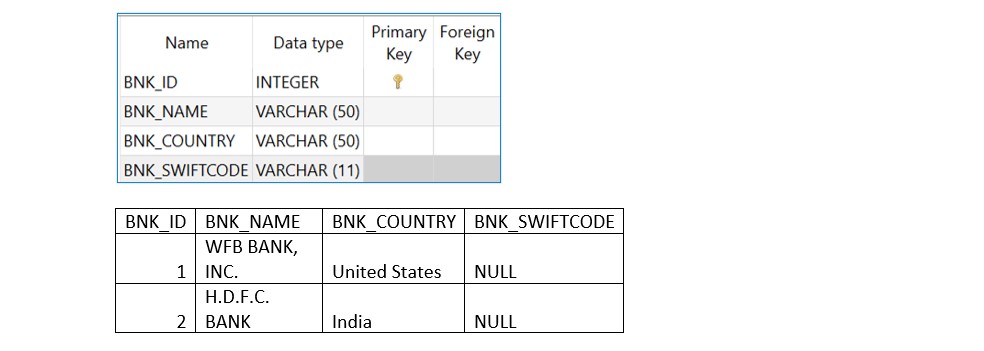 Name Data type Primary Key Foreign Key
BNK_ID INTEGER
BNK_NAME VARCHAR (50)
BNK_COUNTRY VARCHAR (50)
BNK_SWIFTCODE VARCHAR (11)
BNK_ID BNK_NAME BNK_COUNTRY BNK_SWIFTCODE
1 WFB BANK, INC. United States NULL
2 H.D.F.C. BANK India NULL